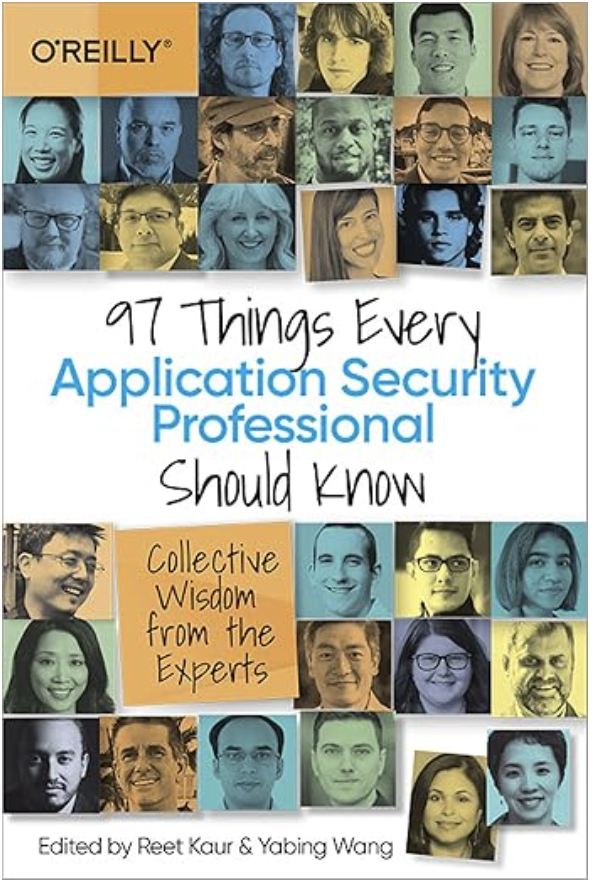 O'REILLY®
97 Things Every
Application Security
Professional
Should Know
Collective
Wisdom
from the
Experts
Edited by Reet Kaur & Yabing Wang